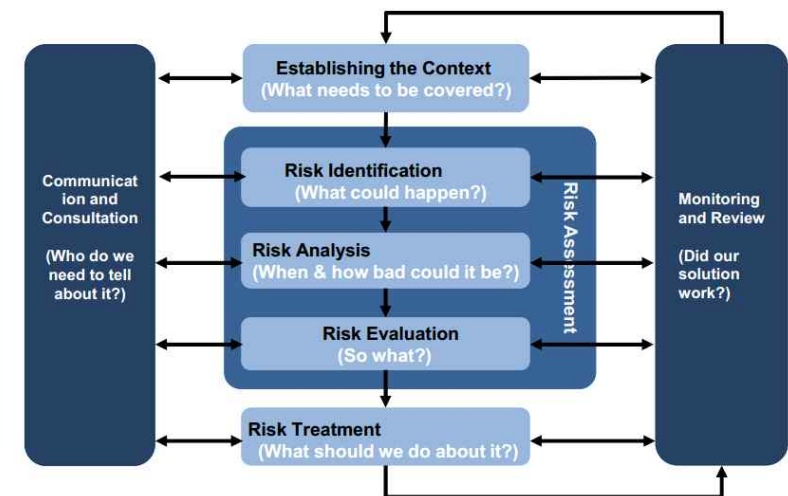 Establishing the Context
(What needs to be covered?)
Communicat
ion and
Consultation
(Who do we
need to tell
about it?)
Risk Identification
(What could happen?)
Risk Analysis
(When & how bad could it be?)
Risk Evaluation
(So what?)
Risk Assessment
Risk Treatment
(What should we do about it?)
Monitoring
and Review
(Did our
solution
work?)